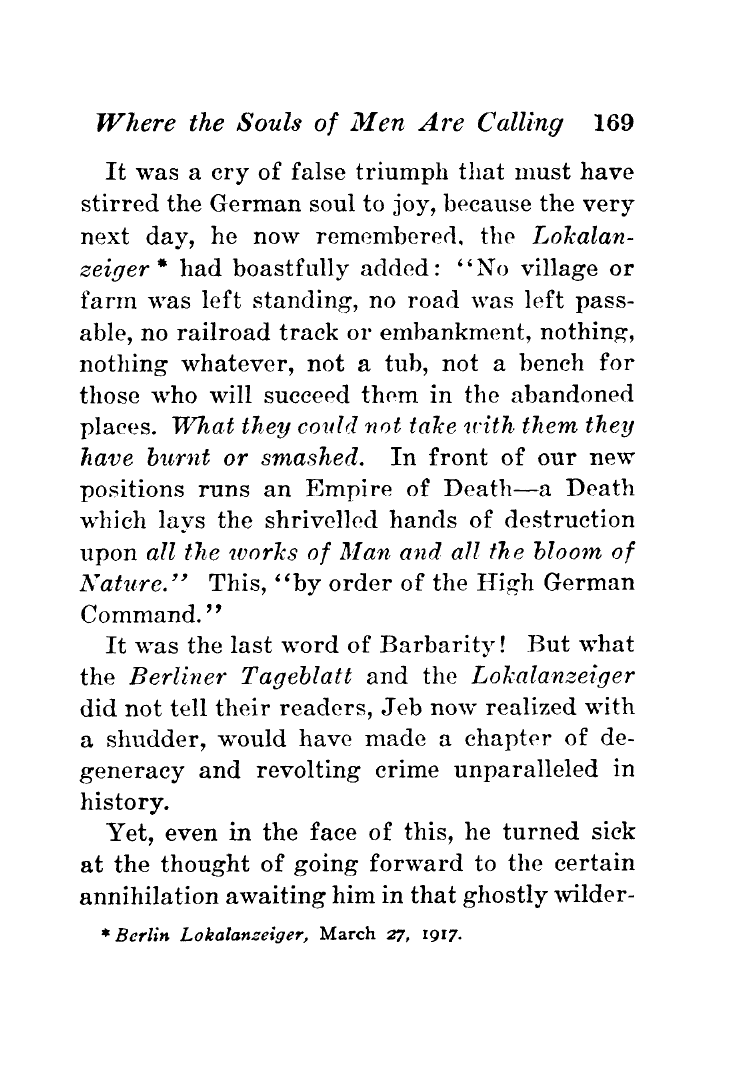 Where the Souls of Men Are Calling 169
It was a cry of false triumph that must have
stirred the German soul to joy, because the very
next day, he now remembered, the Lokalan-
zeiger * had boastfully added: “No village or
farm was left standing, no road was left pass-
able, no railroad track or embankment, nothing,
nothing whatever, not a tub, not a bench for
those who will succeed them in the abandoned
places. What they could not take with them they
have burnt or smashed. In front of our new
positions runs an Empire of Death—a Death
which lays the shrivelled hands of destruction
upon all the works of Man and all the bloom of
Nature.” This, “by order of the High German
Command.”
It was the last word of Barbarity! But what
the Berliner Tageblatt and the Lokalanzeiger
did not tell their readers, Jeb now realized with
a shudder, would have made a chapter of de-
generacy and revolting crime unparalleled in
history.
Yet, even in the face of this, he turned sick
at the thought of going forward to the certain
annihilation awaiting him in that ghostly wilder-
* Berlin Lokalanzeiger, March 27, 1917.